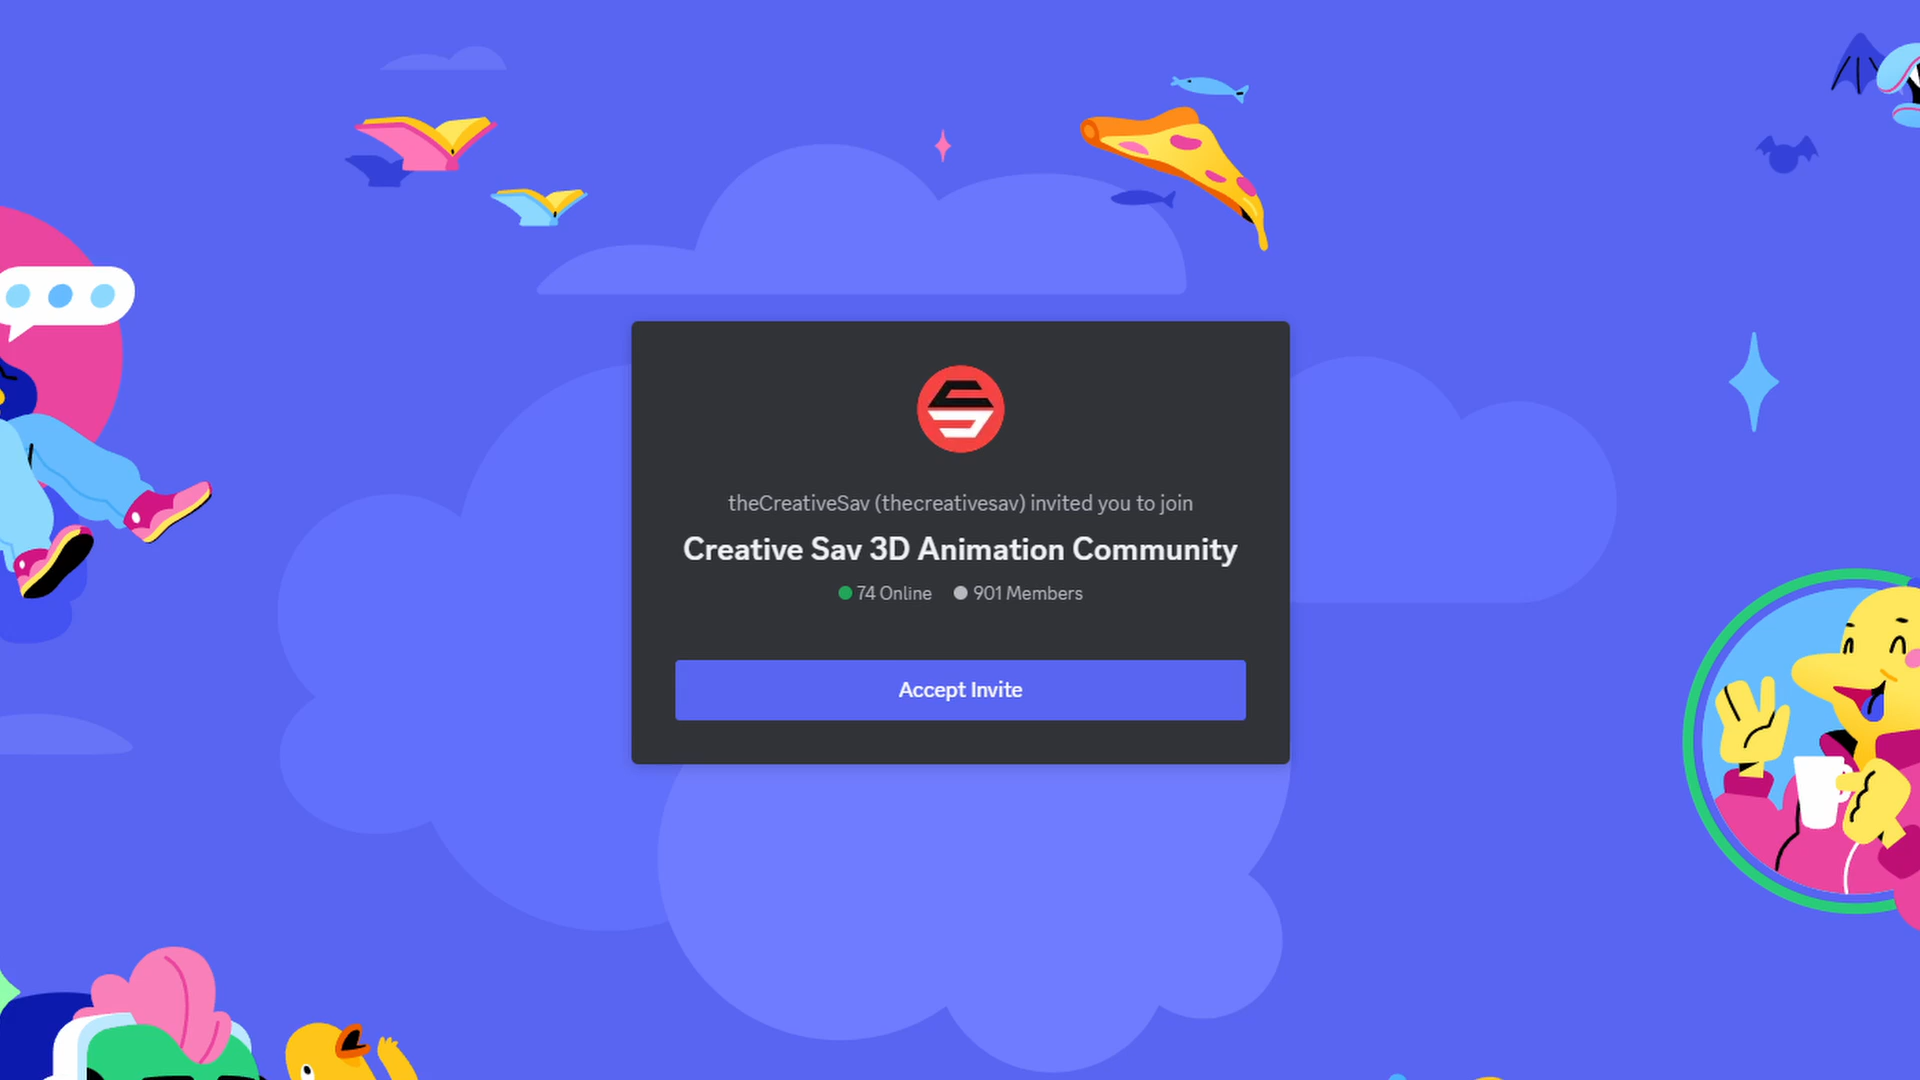 theCreativeSav (thecreativesav) invited you to join
Creative Sav 3D Animation Community
74 Online 901 Members
Accept Invite